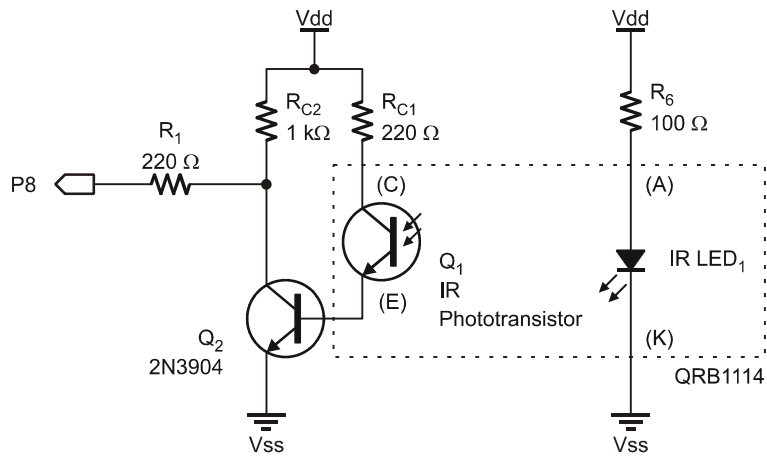 Vdd
Vdd
R1
220 Ω
RC2
1 kΩ
RC1
220 Ω
R6
100 Ω
P8
(C)
(A)
Q1
IR
Phototransistor
IR LED1
(E)
(K)
Q2
2N3904
QRB1114
Vss
Vss